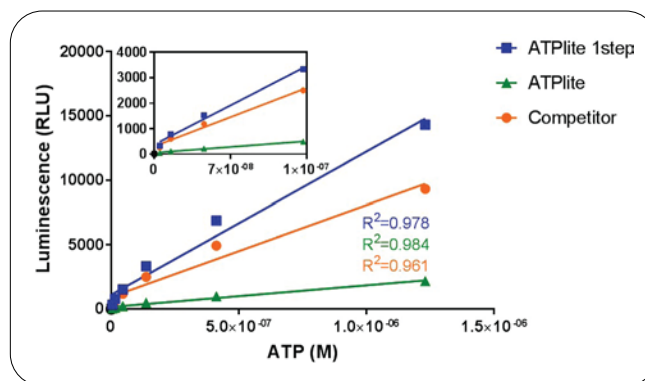 20000
15000
10000
5000
0
Luminescence (RLU)
4000
3000
2000
1000
0
0
7×10⁻⁰⁸
1×10⁻⁰⁷
ATPlite 1step
ATPlite
Competitor
R²=0.978
R²=0.984
R²=0.961
0
5.0×10⁻⁰⁷
1.0×10⁻⁰⁶
1.5×10⁻⁰⁶
ATP (M)